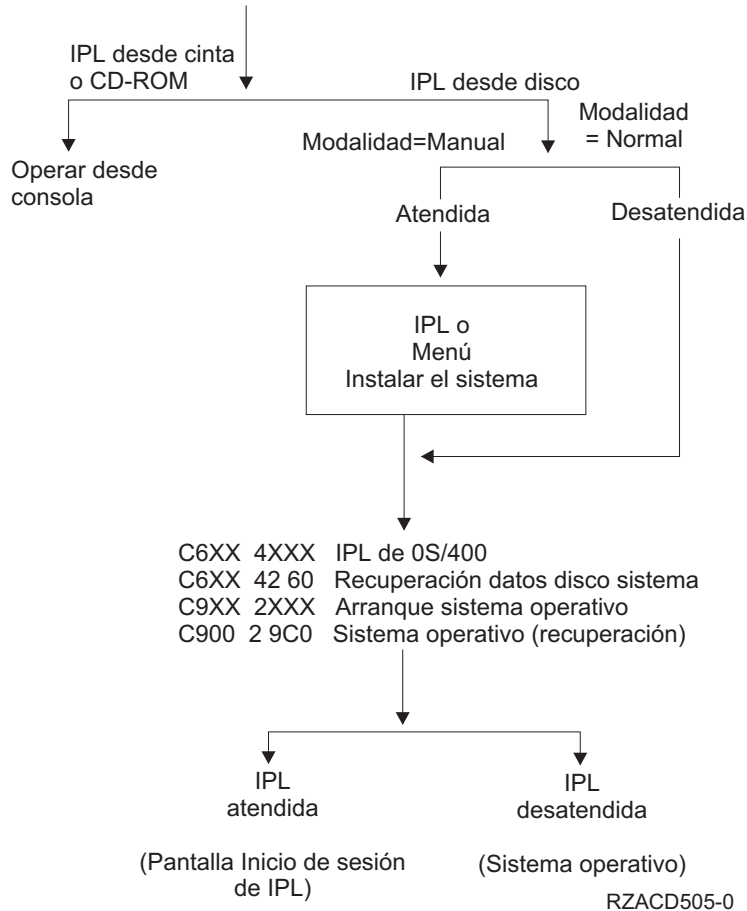 IPL desde cinta
o CD-ROM
IPL desde disco
Modalidad
= Normal
Modalidad=Manual
Operar desde
consola
Atendida
Desatendida
IPL o
Menú
Instalar el sistema
C6XX 4XXX IPL de 0S/400
C6XX 42 60 Recuperación datos disco sistema
C9XX 2XXX Arranque sistema operativo
C900 2 9C0 Sistema operativo (recuperación)
IPL
atendida
(Pantalla Inicio de sesión
de IPL)
IPL
desatendida
(Sistema operativo)
RZACD505-0